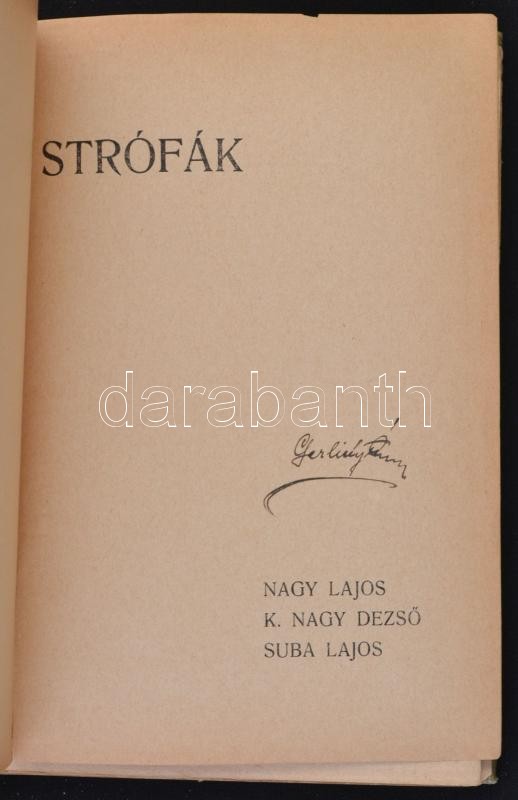 STRÓFÁK
darabanth
NAGY LAJOS
K. NAGY DEZSŐ
SUBA LAJOS